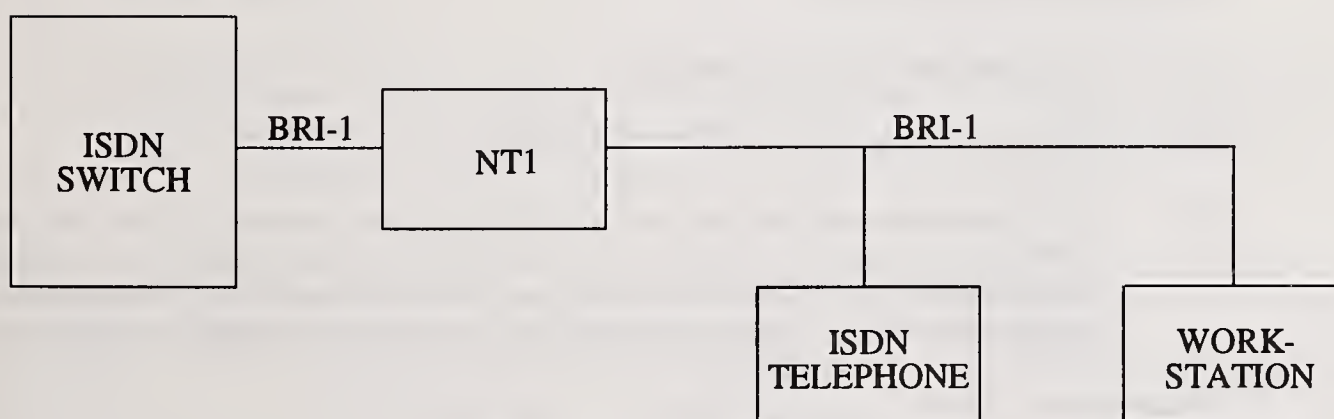 ISDN
SWITCH
BRI-1
NT1
BRI-1
ISDN
TELEPHONE
WORK-
STATION